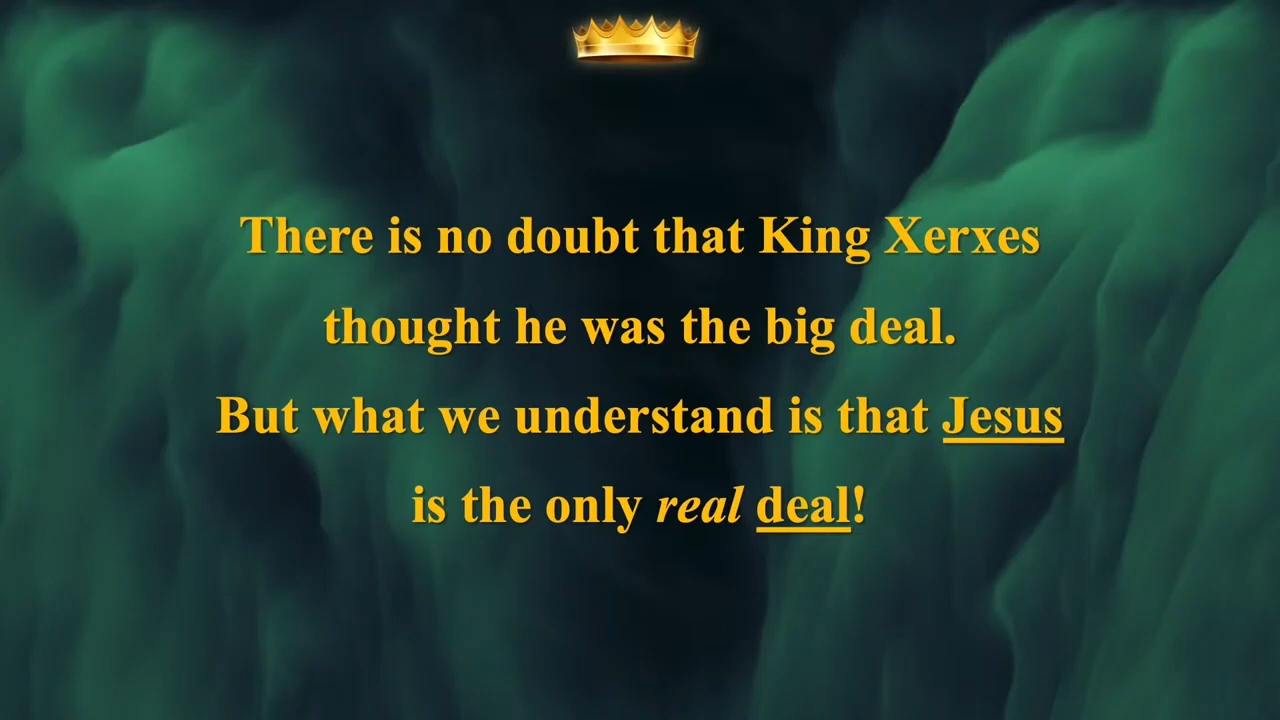 There is no doubt that King Xerxes
thought he was the big deal.
But what we understand is that Jesus
is the only real deal!